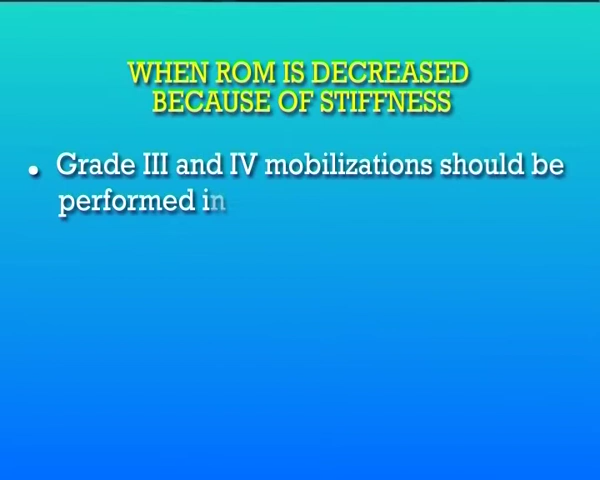 WHEN ROM IS DECREASED
BECAUSE OF STIFFNESS
• Grade III and IV mobilizations should be
performed in